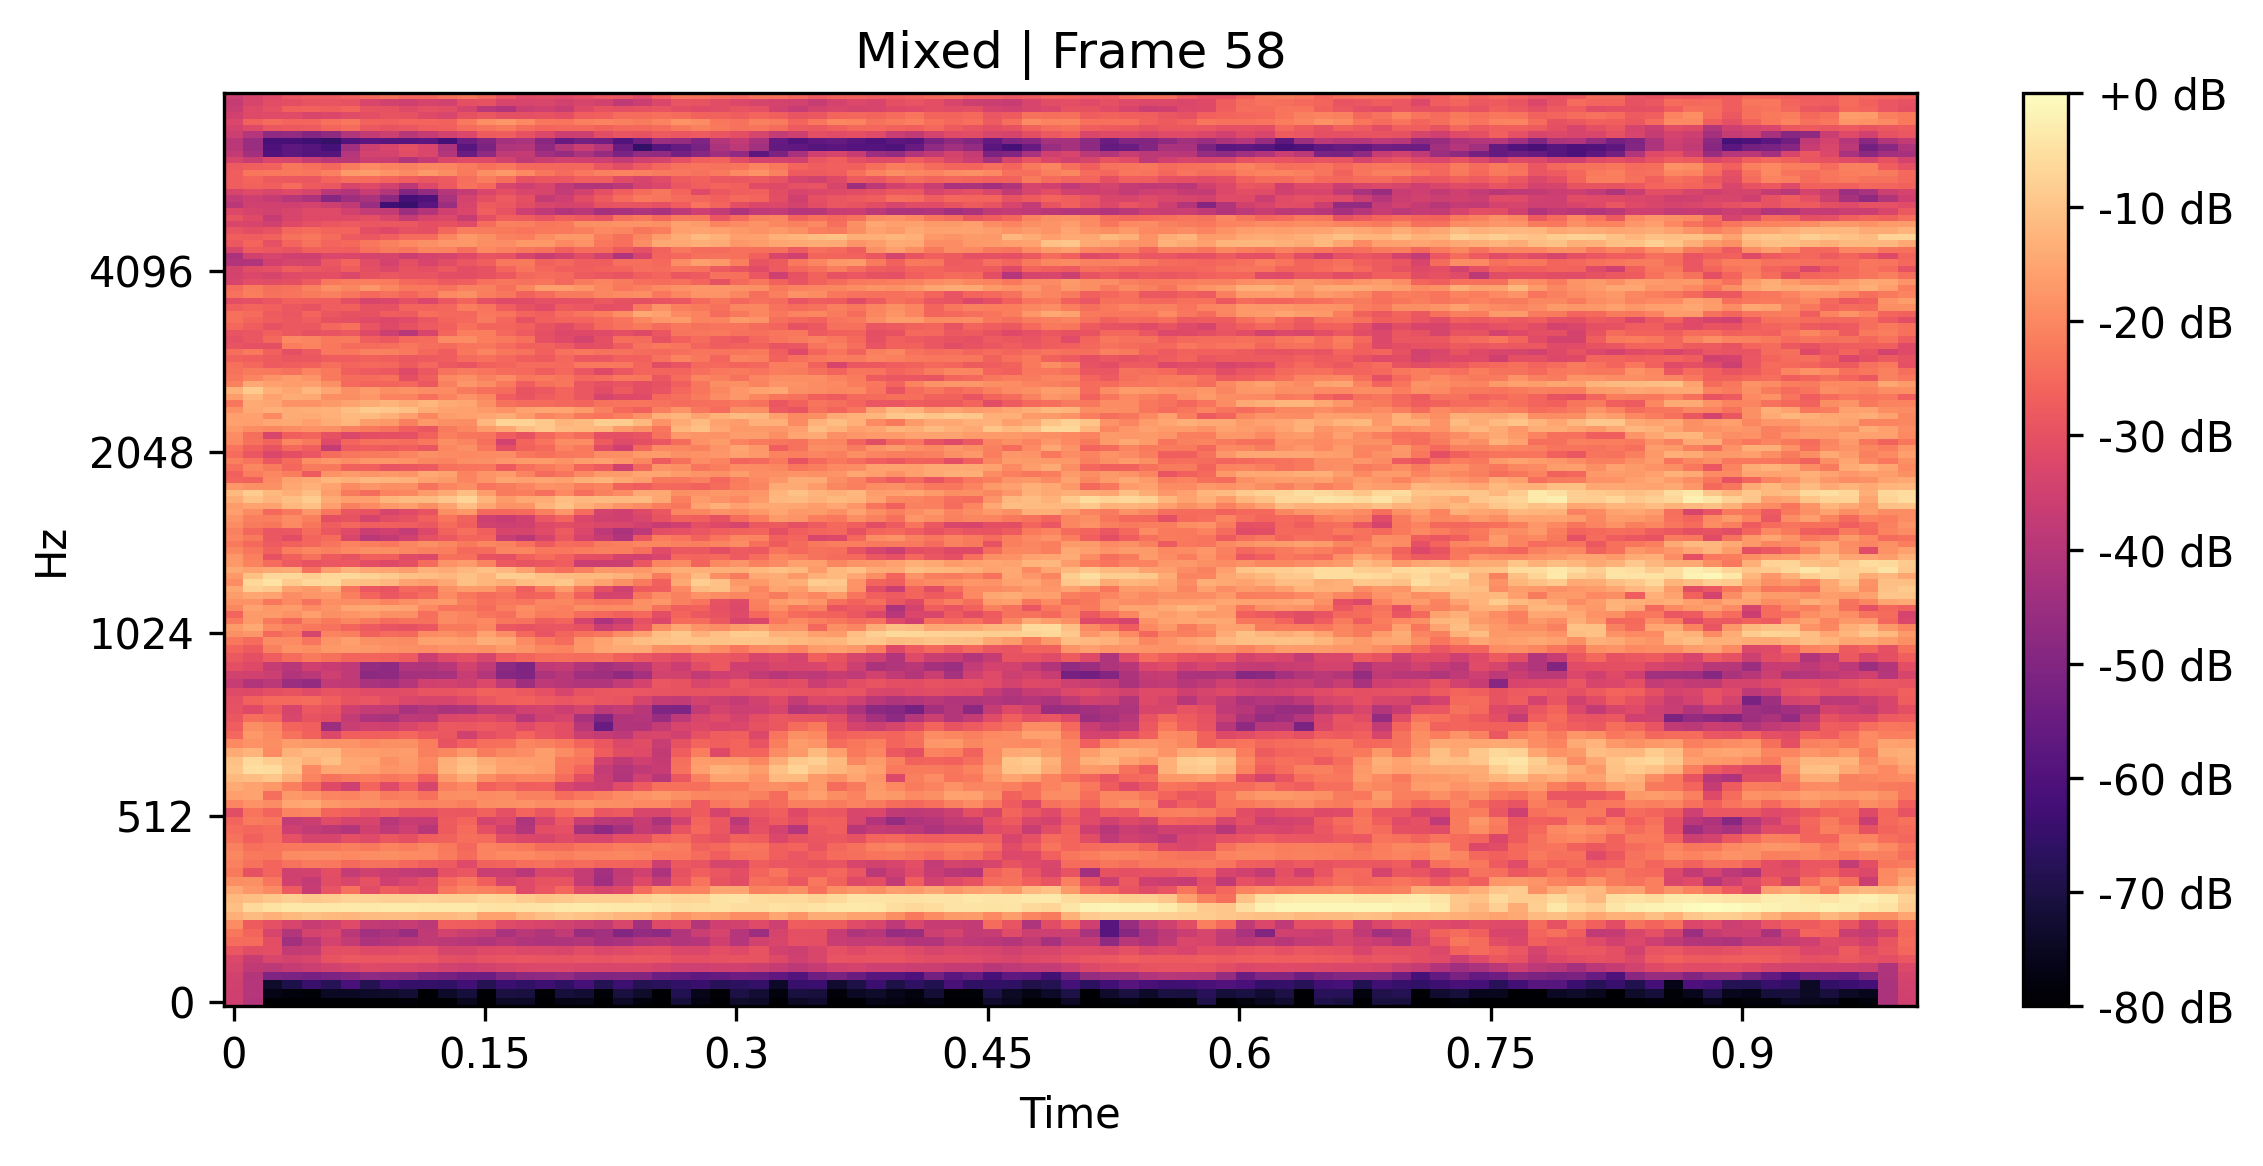 Mixed | Frame 58
+0 dB
-10 dB
-20 dB
-30 dB
-40 dB
-50 dB
-60 dB
-70 dB
-80 dB
Hz
4096
2048
1024
512
0
0
0.15
0.3
0.45
0.6
0.75
0.9
Time